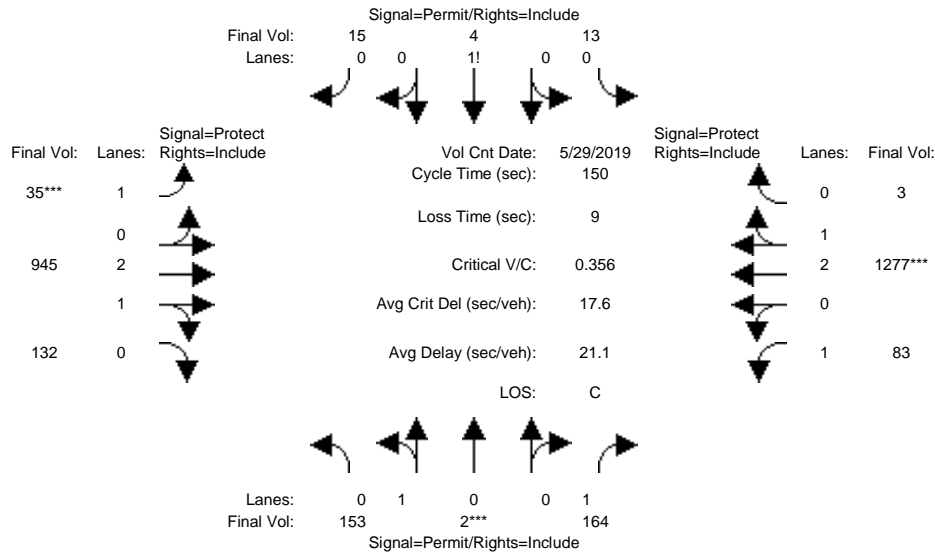 Signal=Permit/Rights=Include
Final Vol: 15 4 13
Lanes: 0 0 1! 0 0
Signal=Protect Signal=Protect
Final Vol: Lanes: Rights=Include Vol Cnt Date: 5/29/2019 Rights=Include Lanes: Final Vol:
Cycle Time (sec): 150
35*** 1 0 3
Loss Time (sec): 9
0 1
945 2 Critical V/C: 0.356 2 1277***
1 Avg Crit Del (sec/veh): 17.6 0
132 0 Avg Delay (sec/veh): 21.1 1 83
LOS: C
Lanes: 0 1 0 0 1
Final Vol: 153 2*** 164
Signal=Permit/Rights=Include